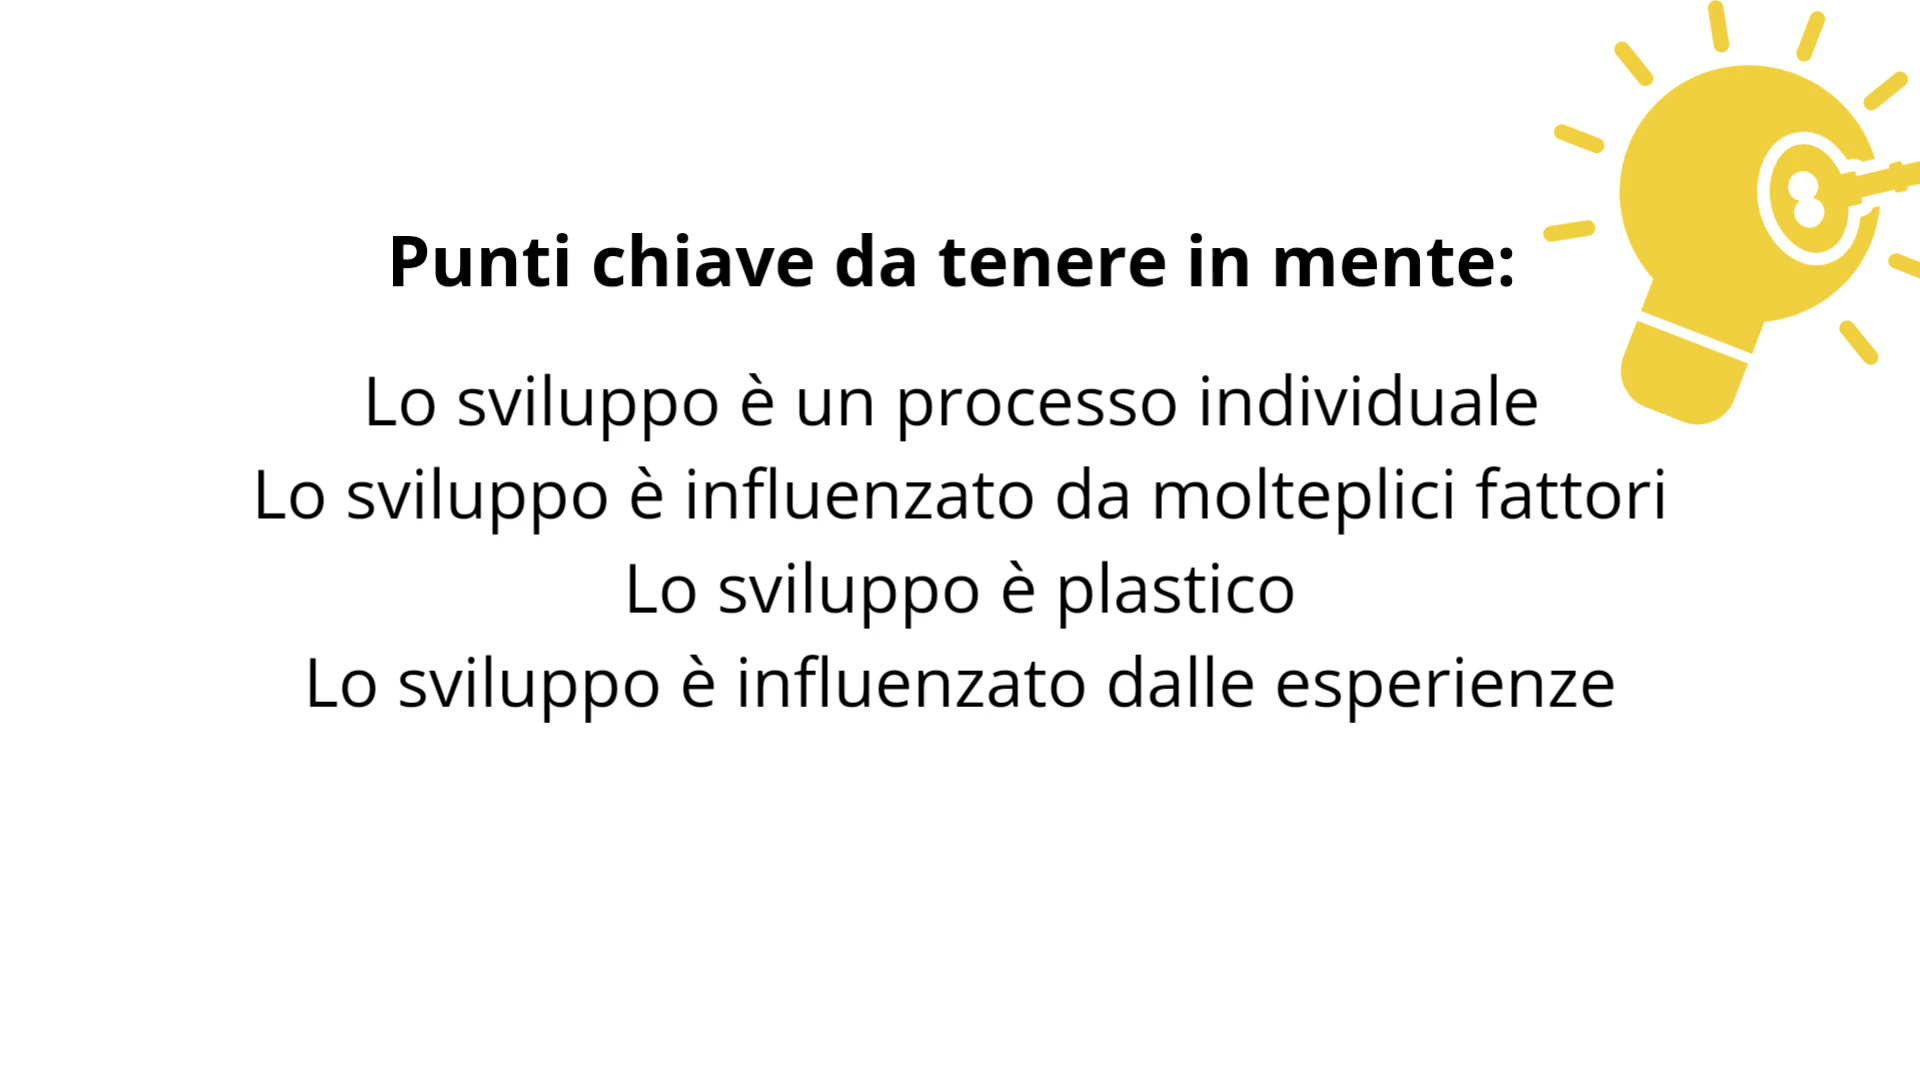 Punti chiave da tenere in mente:
Lo sviluppo è un processo individuale
Lo sviluppo è influenzato da molteplici fattori
Lo sviluppo è plastico
Lo sviluppo è influenzato dalle esperienze